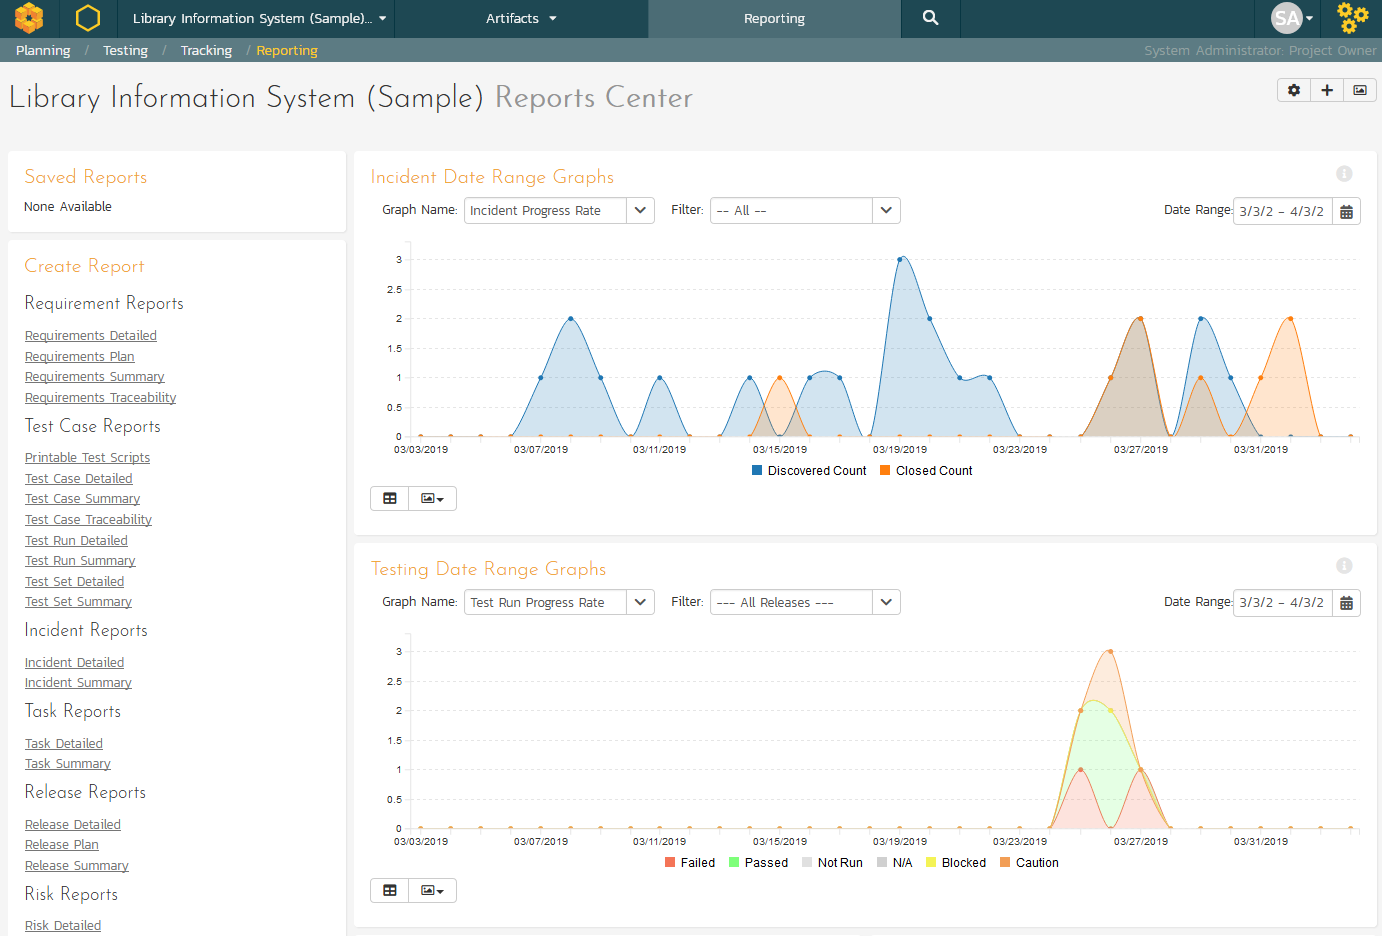 Library Information System (Sample)...
Artifacts
Reporting
SA
Planning / Testing / Tracking / Reporting
System Administrator: Project Owner
Library Information System (Sample) Reports Center
Saved Reports
None Available
Create Report
Requirement Reports
Requirements Detailed
Requirements Plan
Requirements Summary
Requirements Traceability
Test Case Reports
Printable Test Scripts
Test Case Detailed
Test Case Summary
Test Case Traceability
Test Run Detailed
Test Run Summary
Test Set Detailed
Test Set Summary
Incident Reports
Incident Detailed
Incident Summary
Task Reports
Task Detailed
Task Summary
Release Reports
Release Detailed
Release Plan
Release Summary
Risk Reports
Risk Detailed
Incident Date Range Graphs
Graph Name: Incident Progress Rate Filter: -- All -- Date Range: 3/3/2 - 4/3/2
3
2.5
2
1.5
1
0.5
0
03/03/2019 03/07/2019 03/11/2019 03/15/2019 03/19/2019 03/23/2019 03/27/2019 03/31/2019
Discovered Count Closed Count
Testing Date Range Graphs
Graph Name: Test Run Progress Rate Filter: --- All Releases --- Date Range: 3/3/2 - 4/3/2
3
2.5
2
1.5
1
0.5
0
03/03/2019 03/07/2019 03/11/2019 03/15/2019 03/19/2019 03/23/2019 03/27/2019 03/31/2019
Failed Passed Not Run N/A Blocked Caution